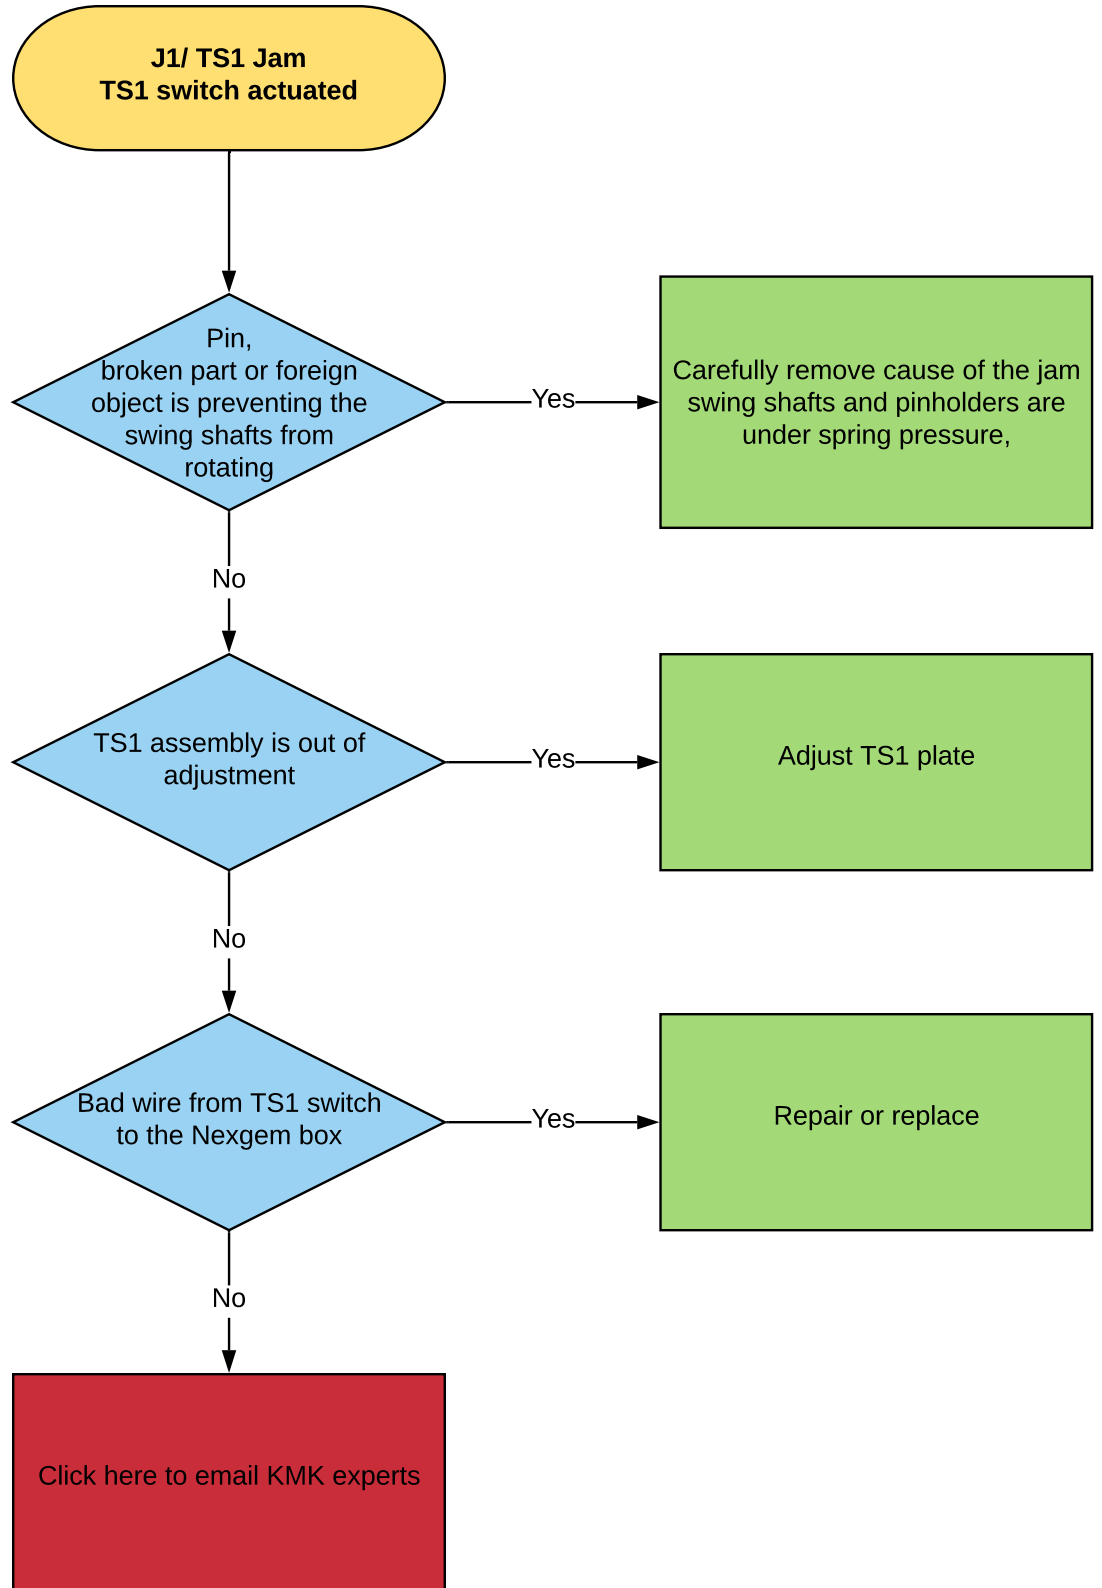 J1/ TS1 Jam
TS1 switch actuated
Pin,
broken part or foreign
object is preventing the
swing shafts from
rotating
Yes
Carefully remove cause of the jam
swing shafts and pinholders are
under spring pressure,
No
TS1 assembly is out of
adjustment
Yes
Adjust TS1 plate
No
Bad wire from TS1 switch
to the Nexgem box
Yes
Repair or replace
No
Click here to email KMK experts